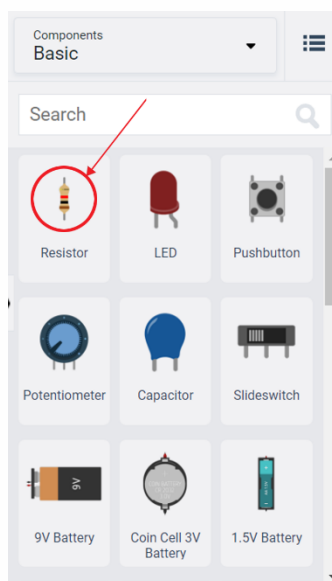 Components
Basic
Search
Resistor
LED
Pushbutton
Potentiometer
Capacitor
Slideswitch
9V
9V Battery
Coin Cell 3V
Battery
1.5V Battery